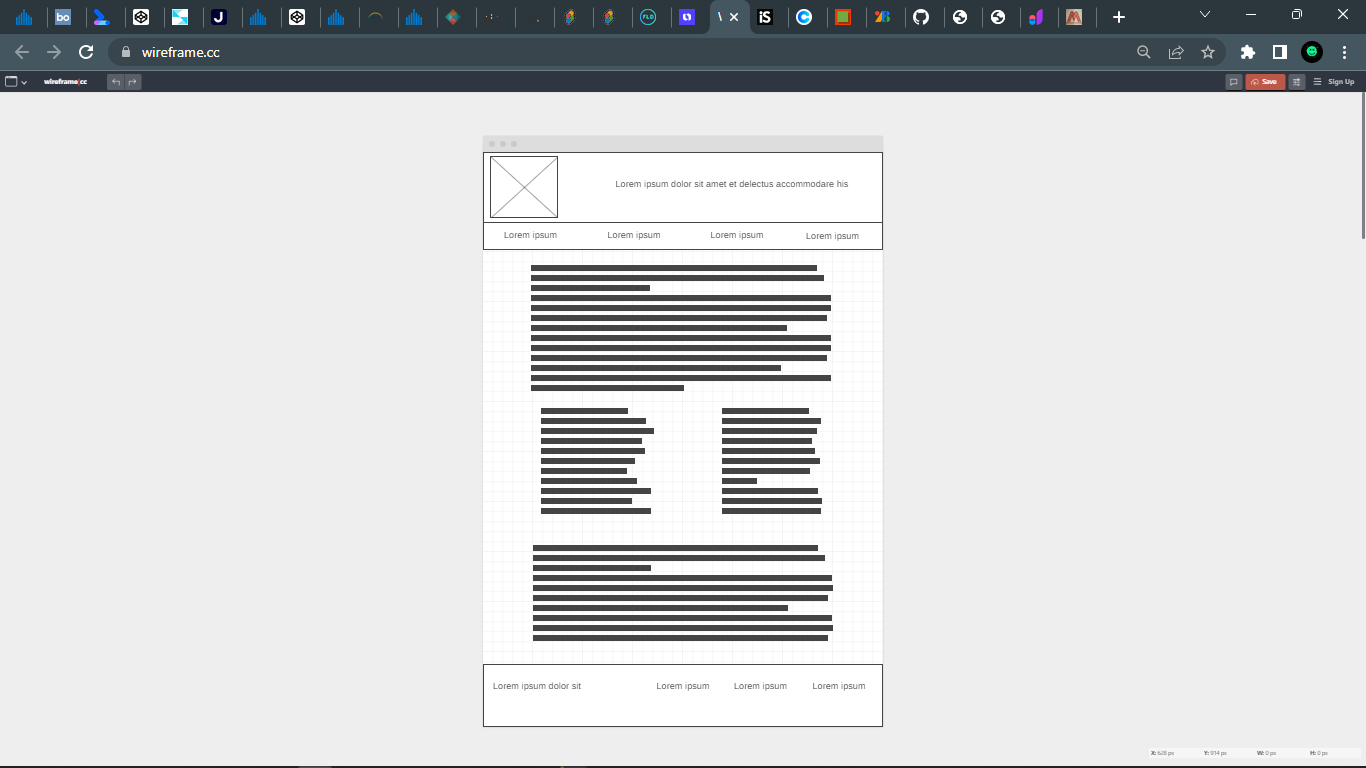 bo
J
FLO
W
iS
C
B
wireframe.cc
wireframe.cc
Save
Sign Up
Lorem ipsum dolor sit amet et delectus accommodare his
Lorem ipsum
Lorem ipsum
Lorem ipsum
Lorem ipsum
Lorem ipsum dolor sit
Lorem ipsum
Lorem ipsum
Lorem ipsum
X: 628 px
Y: 914 px
W: 0 px
H: 0 px